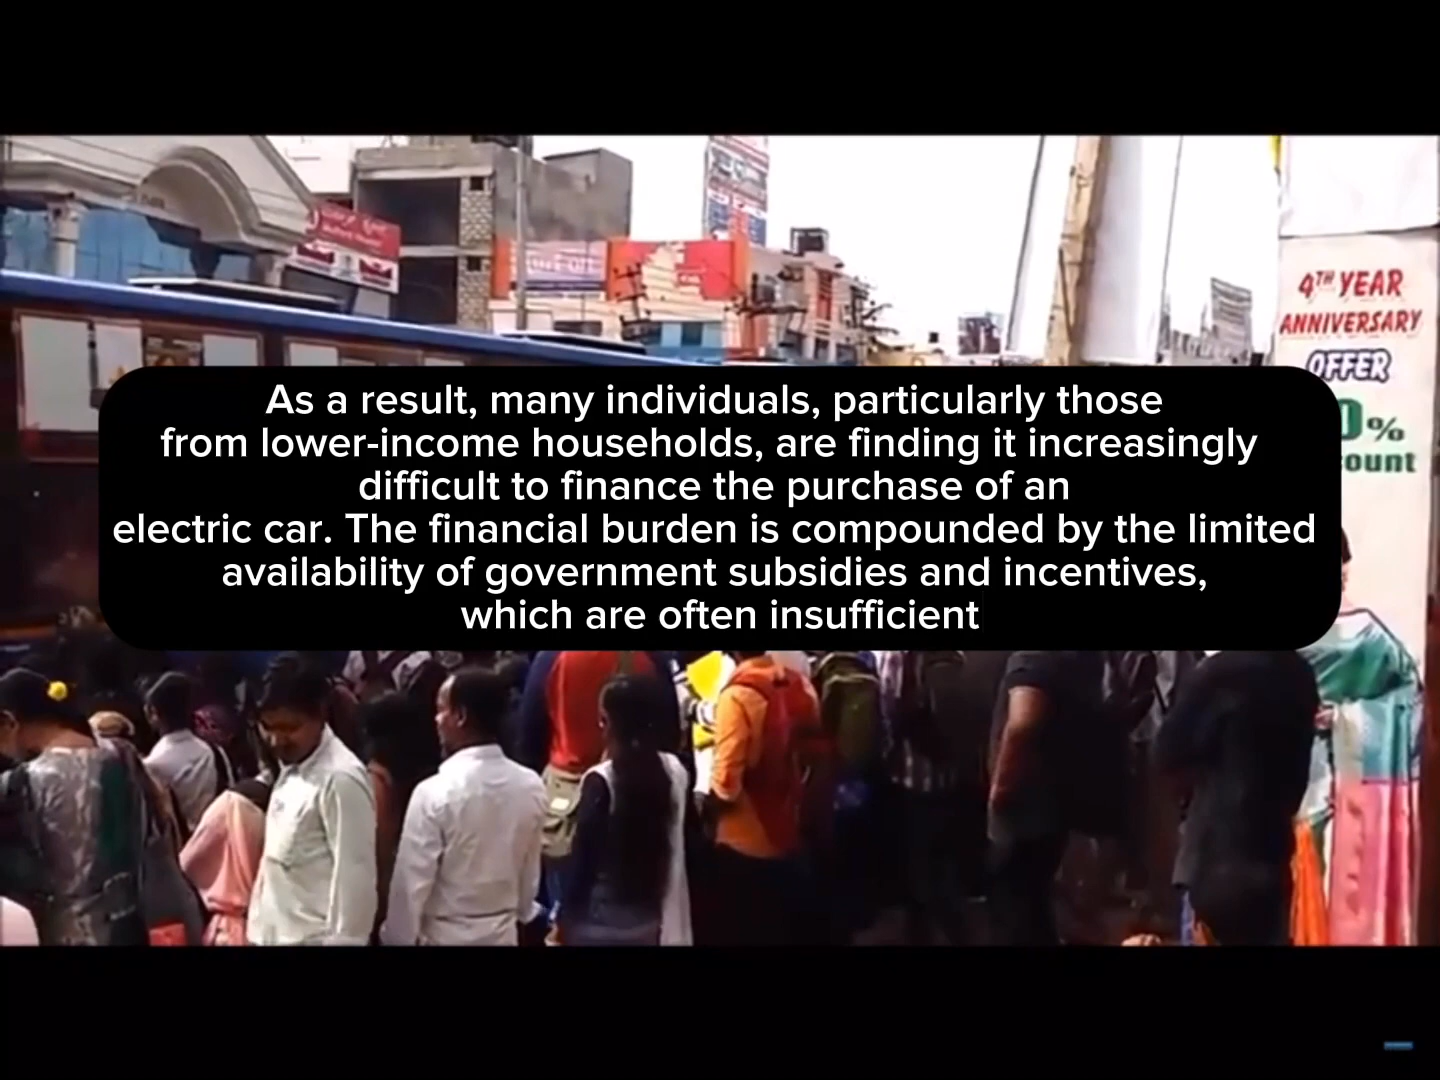 4TH YEAR
ANNIVERSARY
OFFER
0%
ount
As a result, many individuals, particularly those
from lower-income households, are finding it increasingly
difficult to finance the purchase of an
electric car. The financial burden is compounded by the limited
availability of government subsidies and incentives,
which are often insufficient